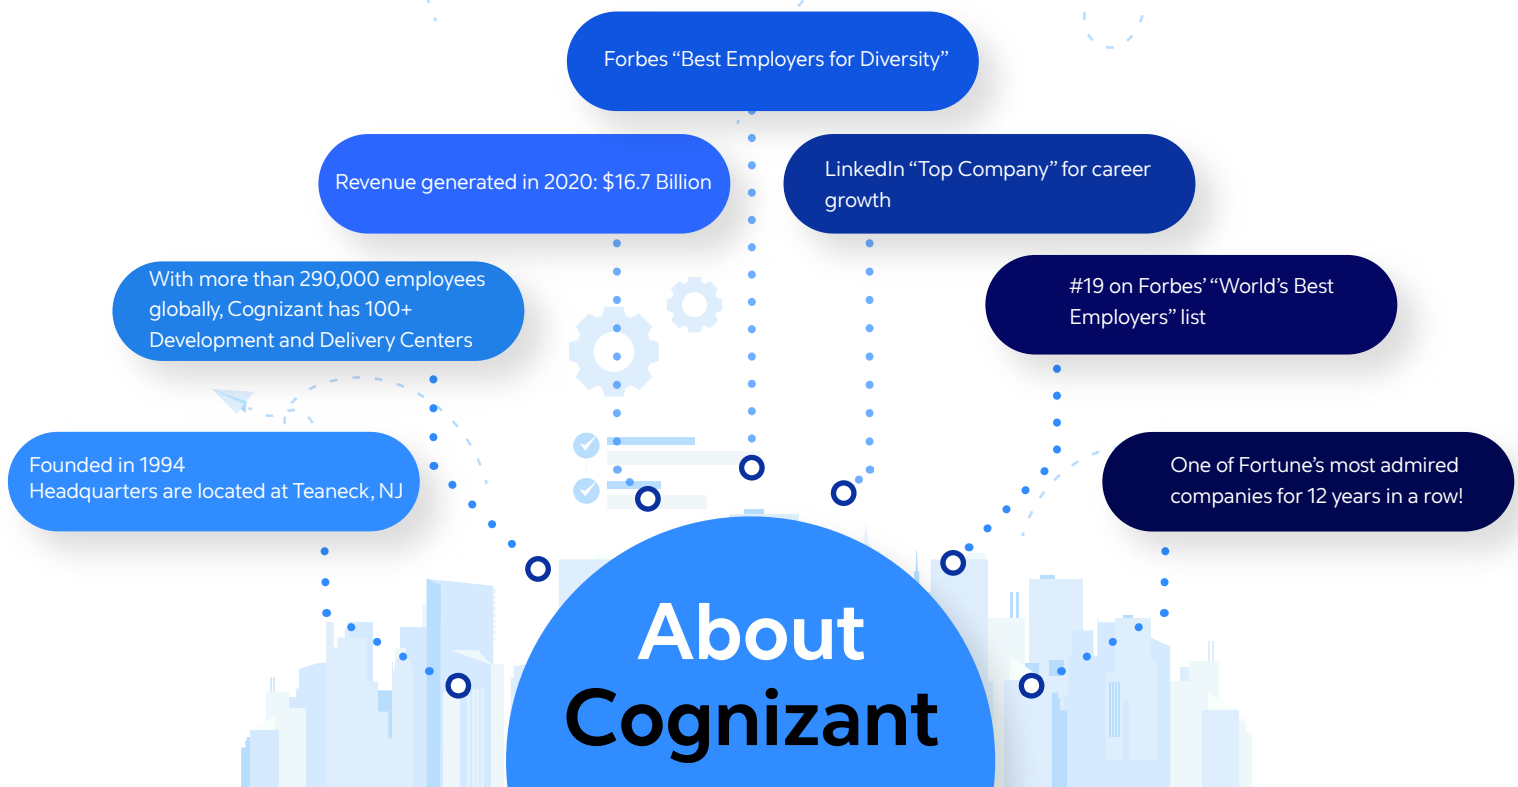 Forbes “Best Employers for Diversity”
Revenue generated in 2020: $16.7 Billion
LinkedIn “Top Company” for career
growth
With more than 290,000 employees
globally, Cognizant has 100+
Development and Delivery Centers
#19 on Forbes’ “World’s Best
Employers” list
Founded in 1994
Headquarters are located at Teaneck, NJ
One of Fortune’s most admired
companies for 12 years in a row!
About
Cognizant